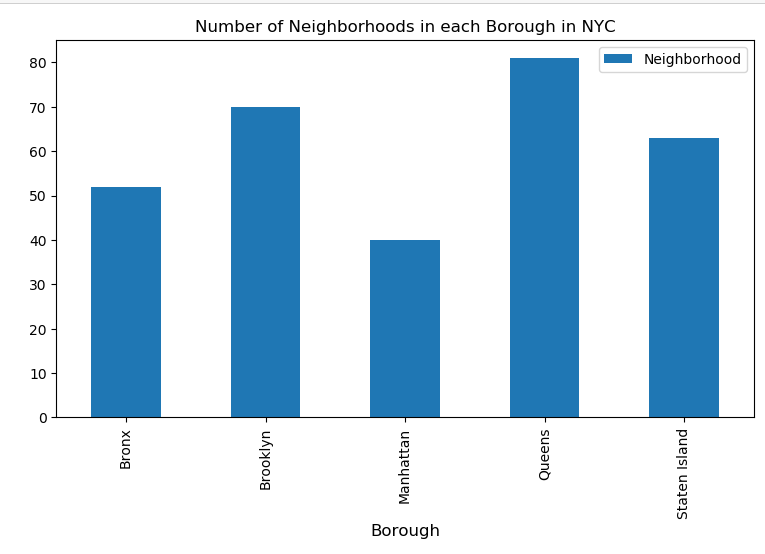 Number of Neighborhoods in each Borough in NYC
Neighborhood
80
70
60
50
40
30
20
10
0
Bronx
Brooklyn
Manhattan
Queens
Staten Island
Borough